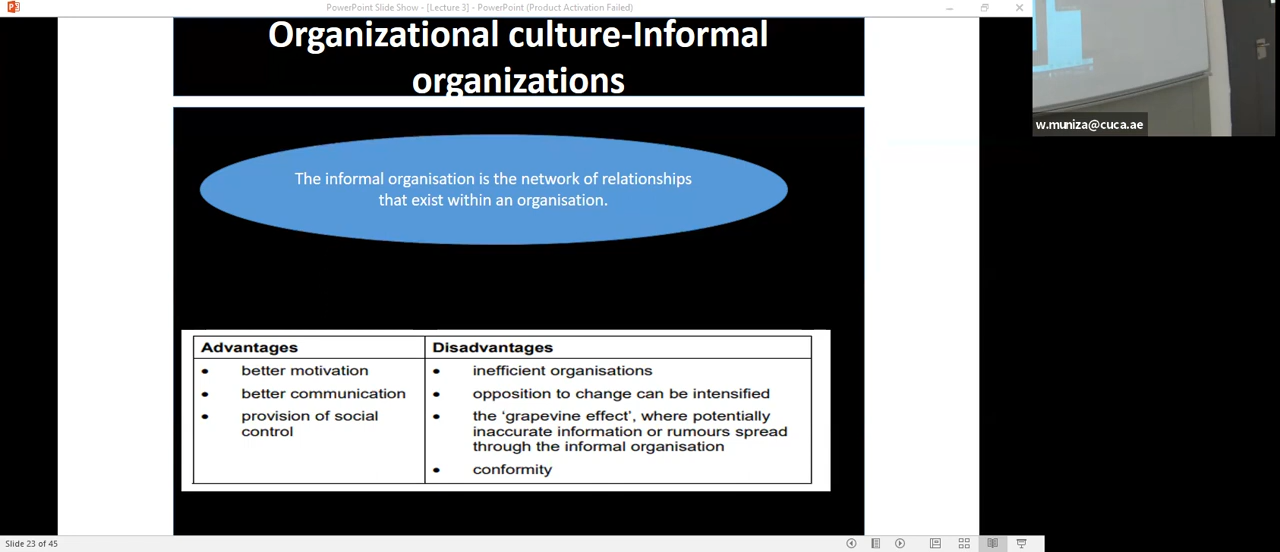 PowerPoint Slide Show - [Lecture 3] - PowerPoint (Product Activation Failed)
Organizational culture-Informal
organizations
w.muniza@cuca.ae
The informal organisation is the network of relationships
that exist within an organisation.
Advantages
• better motivation
• better communication
• provision of social
control
Disadvantages
• inefficient organisations
• opposition to change can be intensified
• the ‘grapevine effect’, where potentially
inaccurate information or rumours spread
through the informal organisation
• conformity
Slide 23 of 45